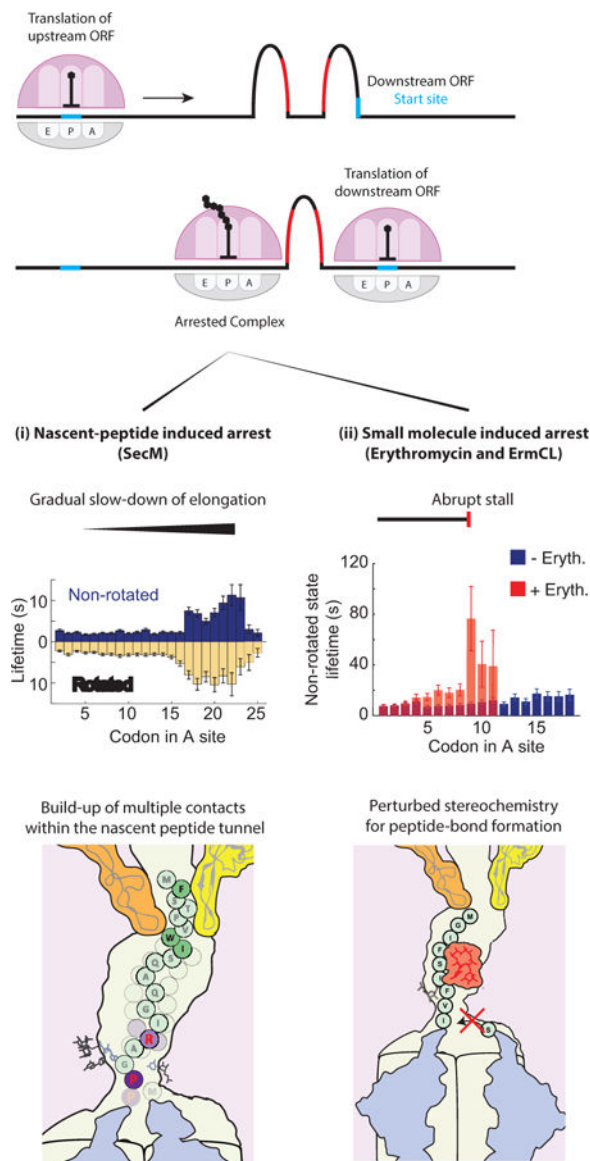 Translation of
upstream ORF
Downstream ORF
Start site
E P A
Translation of
downstream ORF
E P A
E P A
Arrested Complex
(i) Nascent-peptide induced arrest
(SecM)
(ii) Small molecule induced arrest
(Erythromycin and ErmCL)
Gradual slow-down of elongation
Abrupt stall
Lifetime (s)
10
0
10
Non-rotated
Rotated
5 10 15 20 25
Codon in A site
Non-rotated state
lifetime (s)
120
80
40
0
- Eryth.
+ Eryth.
5 10 15
Codon in A site
Build-up of multiple contacts
within the nascent peptide tunnel
Perturbed stereochemistry
for peptide-bond formation
M
F
S
T
P
V
W
I
Q
S
A
Q
G
I
R
A
G
P
P
M
M
G
I
F
S
F
V
I
S